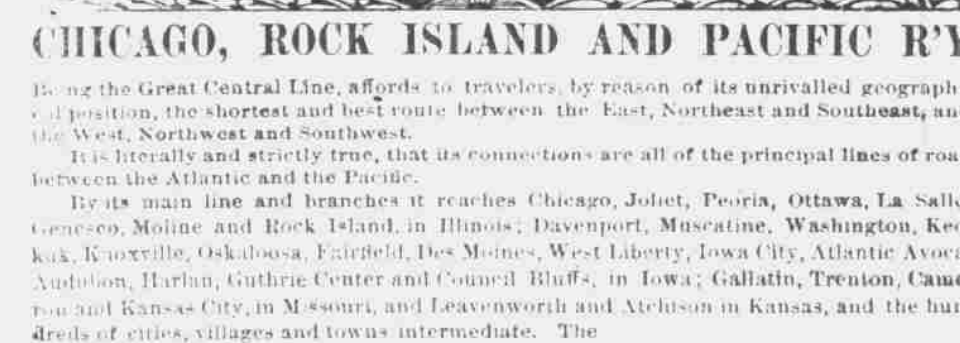 CHICAGO, ROCK ISLAND AND PACIFIC R'Y
Being the Great Central Line, affords to travelers, by reason of its unrivalled geograph
cal position, the shortest and best route between the East, Northeast and Southeast, an
the West, Northwest and Southwest.
It is literally and strictly true, that its connections are all of the principal lines of roa
between the Atlantic and the Pacific.
By its main line and branches it reaches Chicago, Joliet, Peoria, Ottawa, La Salle
Geneseo, Moline and Rock Island, in Illinois; Davenport, Muscatine, Washington, Keo
kuk, Knoxville, Oskaloosa, Fairfield, Des Moines, West Liberty, Iowa City, Atlantic Avoca
Audubon, Harlan, Guthrie Center and Council Bluffs, in Iowa; Gallatin, Trenton, Came
ron and Kansas City, in Missouri, and Leavenworth and Atchison in Kansas, and the hun
dreds of cities, villages and towns intermediate. The